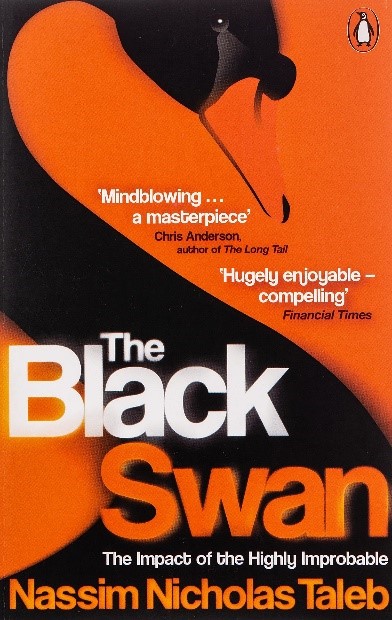 ‘Mindblowing ...
a masterpiece’
Chris Anderson,
author of The Long Tail
‘Hugely enjoyable –
compelling’
Financial Times
The
Black
Swan
The Impact of the Highly Improbable
Nassim Nicholas Taleb